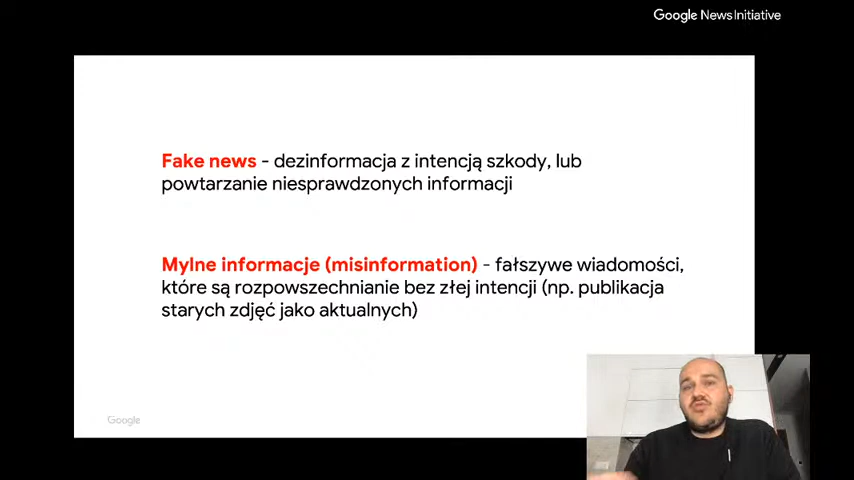 Google News Initiative
Fake news - dezinformacja z intencją szkody, lub
powtarzanie niesprawdzonych informacji
Mylne informacje (misinformation) - fałszywe wiadomości,
które są rozpowszechnianie bez złej intencji (np. publikacja
starych zdjęć jako aktualnych)
Google